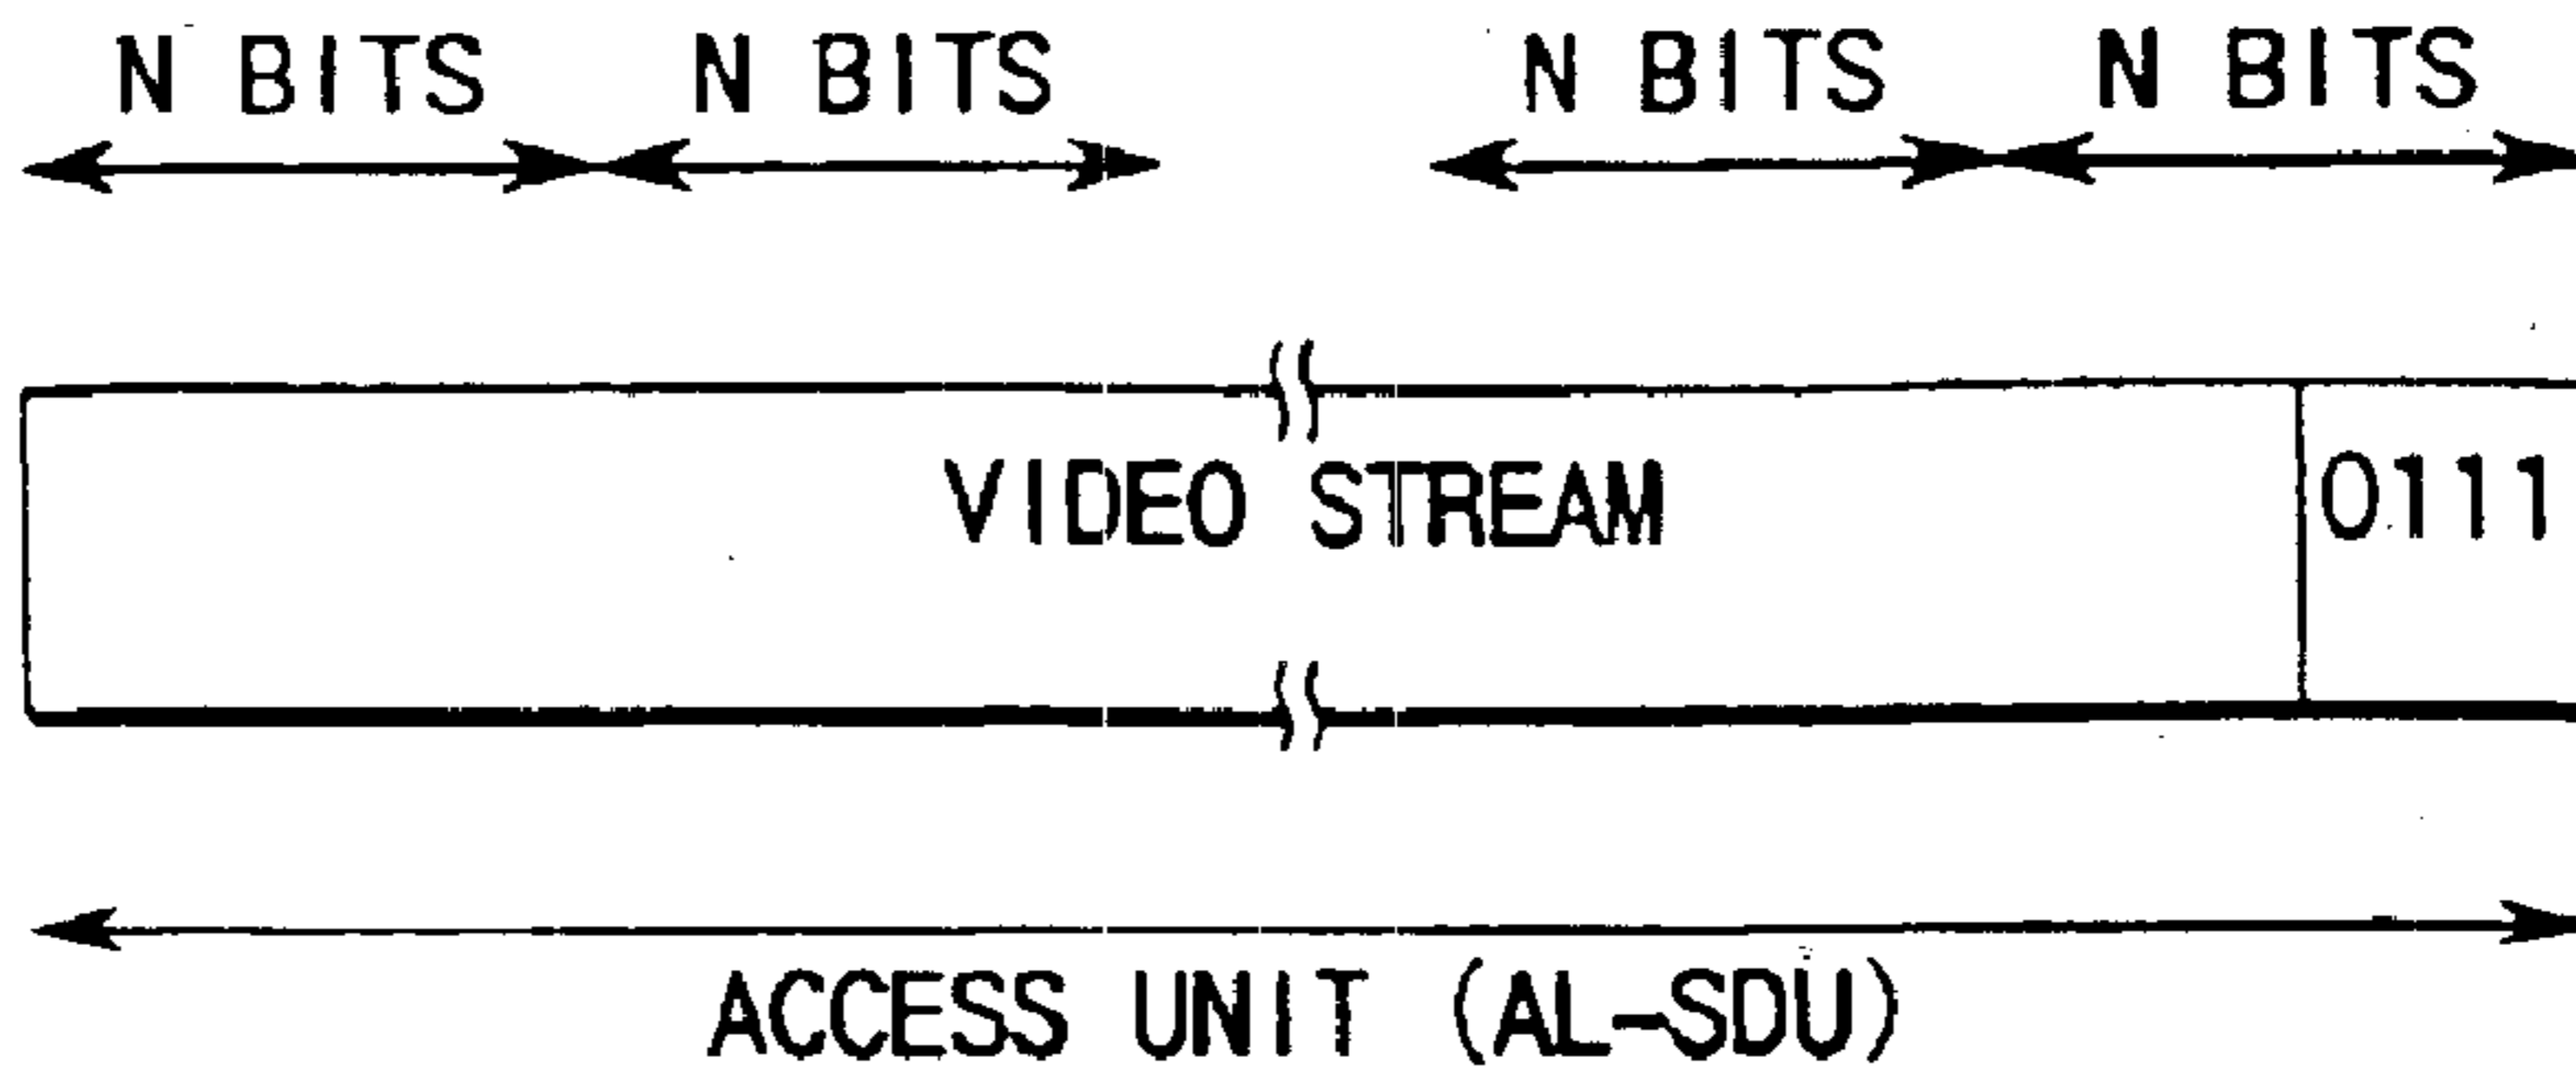 N BITS N BITS N BITS N BITS
VIDEO STREAM 0111
ACCESS UNIT (AL-SDU)